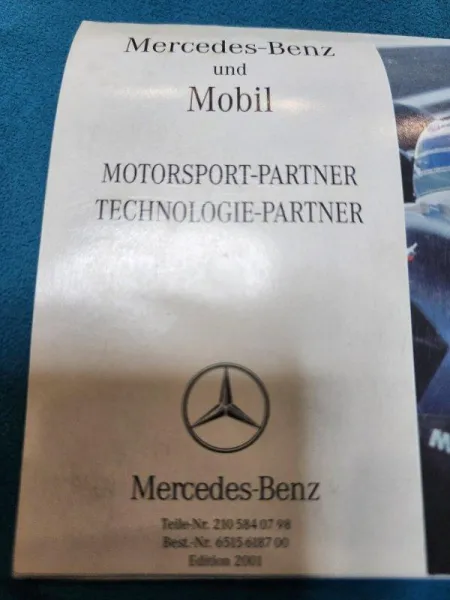 Mercedes-Benz
und
Mobil
MOTORSPORT-PARTNER
TECHNOLOGIE-PARTNER
Mercedes-Benz
Teile-Nr. 210 584 07 98
Best.-Nr. 6515 6187 00
Edition 2001
M